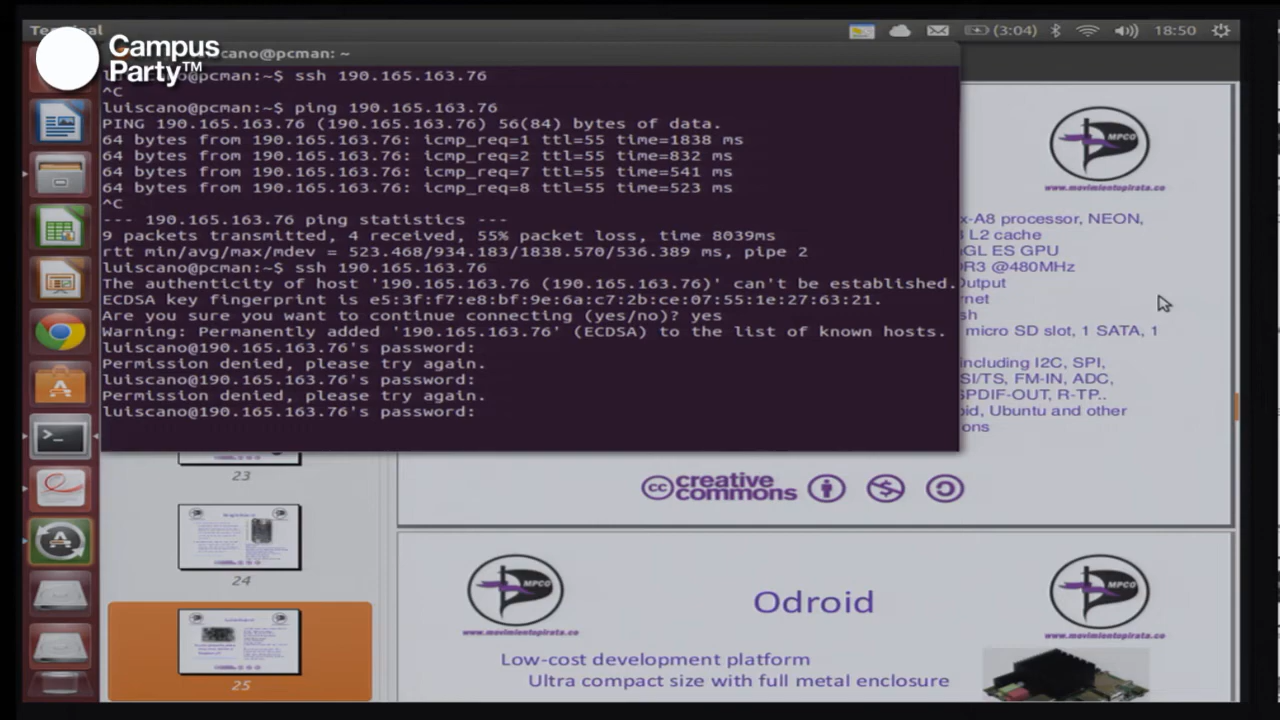 Terminal
Campus
Party™
(3:04)
18:50
luiscano@pcman: ~
luiscano@pcman:~$ ssh 190.165.163.76
^C
luiscano@pcman:~$ ping 190.165.163.76
PING 190.165.163.76 (190.165.163.76) 56(84) bytes of data.
64 bytes from 190.165.163.76: icmp_req=1 ttl=55 time=1838 ms
64 bytes from 190.165.163.76: icmp_req=2 ttl=55 time=832 ms
64 bytes from 190.165.163.76: icmp_req=7 ttl=55 time=541 ms
64 bytes from 190.165.163.76: icmp_req=8 ttl=55 time=523 ms
^C
--- 190.165.163.76 ping statistics ---
9 packets transmitted, 4 received, 55% packet loss, time 8039ms
rtt min/avg/max/mdev = 523.468/934.183/1838.570/536.389 ms, pipe 2
luiscano@pcman:~$ ssh 190.165.163.76
The authenticity of host '190.165.163.76 (190.165.163.76)' can't be established.
ECDSA key fingerprint is e5:3f:f7:e8:bf:9e:6a:c7:2b:ce:07:55:1e:27:63:21.
Are you sure you want to continue connecting (yes/no)? yes
Warning: Permanently added '190.165.163.76' (ECDSA) to the list of known hosts.
luiscano@190.165.163.76's password:
Permission denied, please try again.
luiscano@190.165.163.76's password:
Permission denied, please try again.
luiscano@190.165.163.76's password:
MPCO
www.movimientopirata.co
x-A8 processor, NEON,
L2 cache
GL ES GPU
R3 @480MHz
Output
rnet
sh
micro SD slot, 1 SATA, 1
including I2C, SPI,
SI/TS, FM-IN, ADC,
SPDIF-OUT, R-TP..
oid, Ubuntu and other
ons
cc creative
commons
23
24
25
MPCO
www.movimientopirata.co
Odroid
MPCO
www.movimientopirata.co
Low-cost development platform
Ultra compact size with full metal enclosure